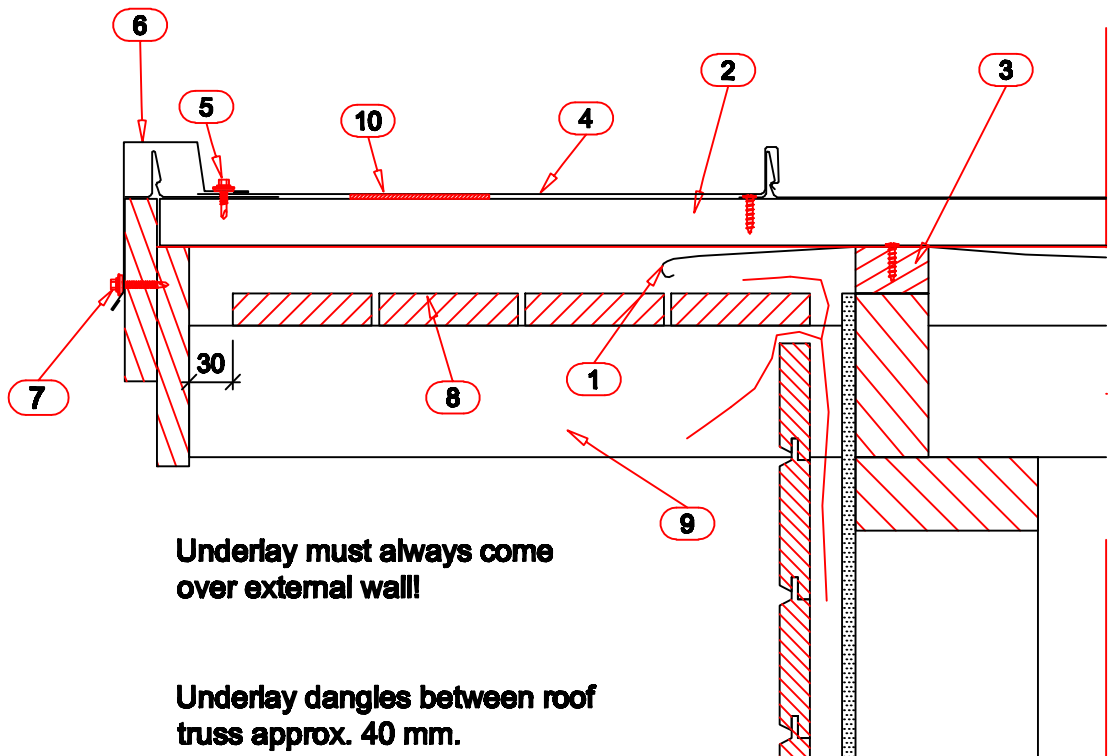 6
2
3
5
10
4
30
1
7
8
9
Underlay must always come
over external wall!
Underlay dangles between roof
truss approx. 40 mm.